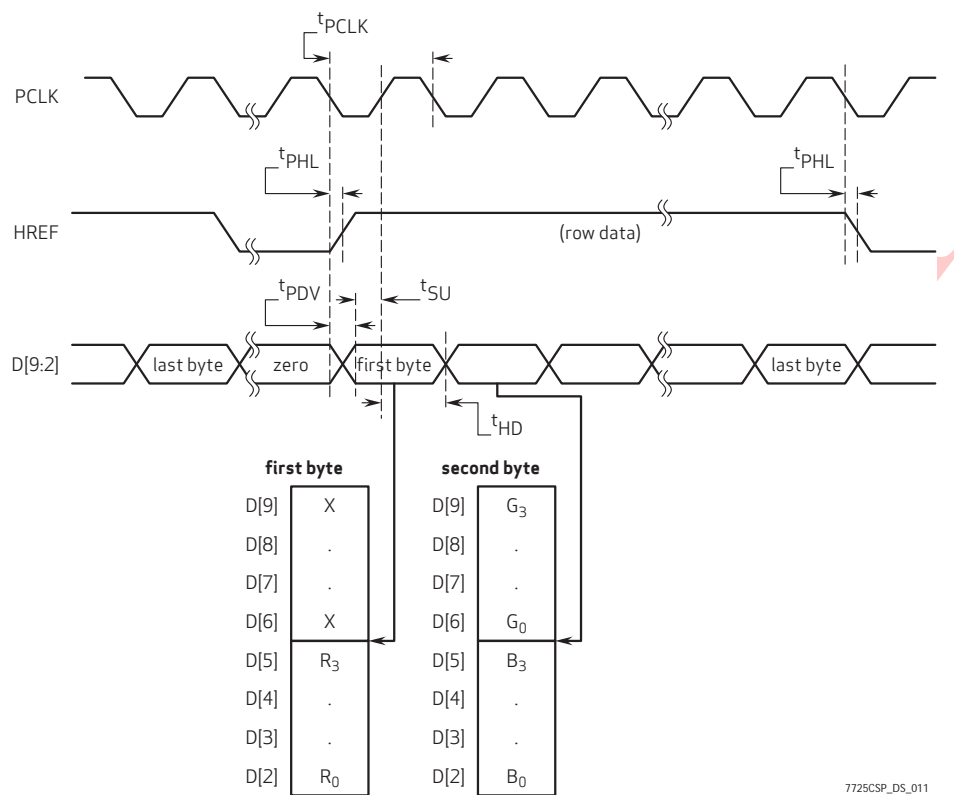 tPCLK
PCLK
tPHL
tPHL
HREF
(row data)
tPDV
tSU
D[9:2]
last byte
zero
first byte
last byte
tHD
first byte
second byte
D[9] X
D[8] .
D[7] .
D[6] X
D[5] R3
D[4] .
D[3] .
D[2] R0
D[9] G3
D[8] .
D[7] .
D[6] G0
D[5] B3
D[4] .
D[3] .
D[2] B0
7725CSP_DS_011